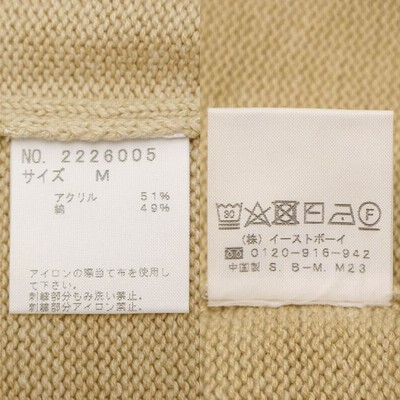 NO. 2226005
サイズ M
アクリル 51%
綿 49%
アイロンの際当て布を使用し
て下さい。
刺繍部分もみ洗い禁止。
刺繍部分アイロン禁止。
30 F
(株) イーストボーイ
0120-916-942
中国製 S. B-M. M23